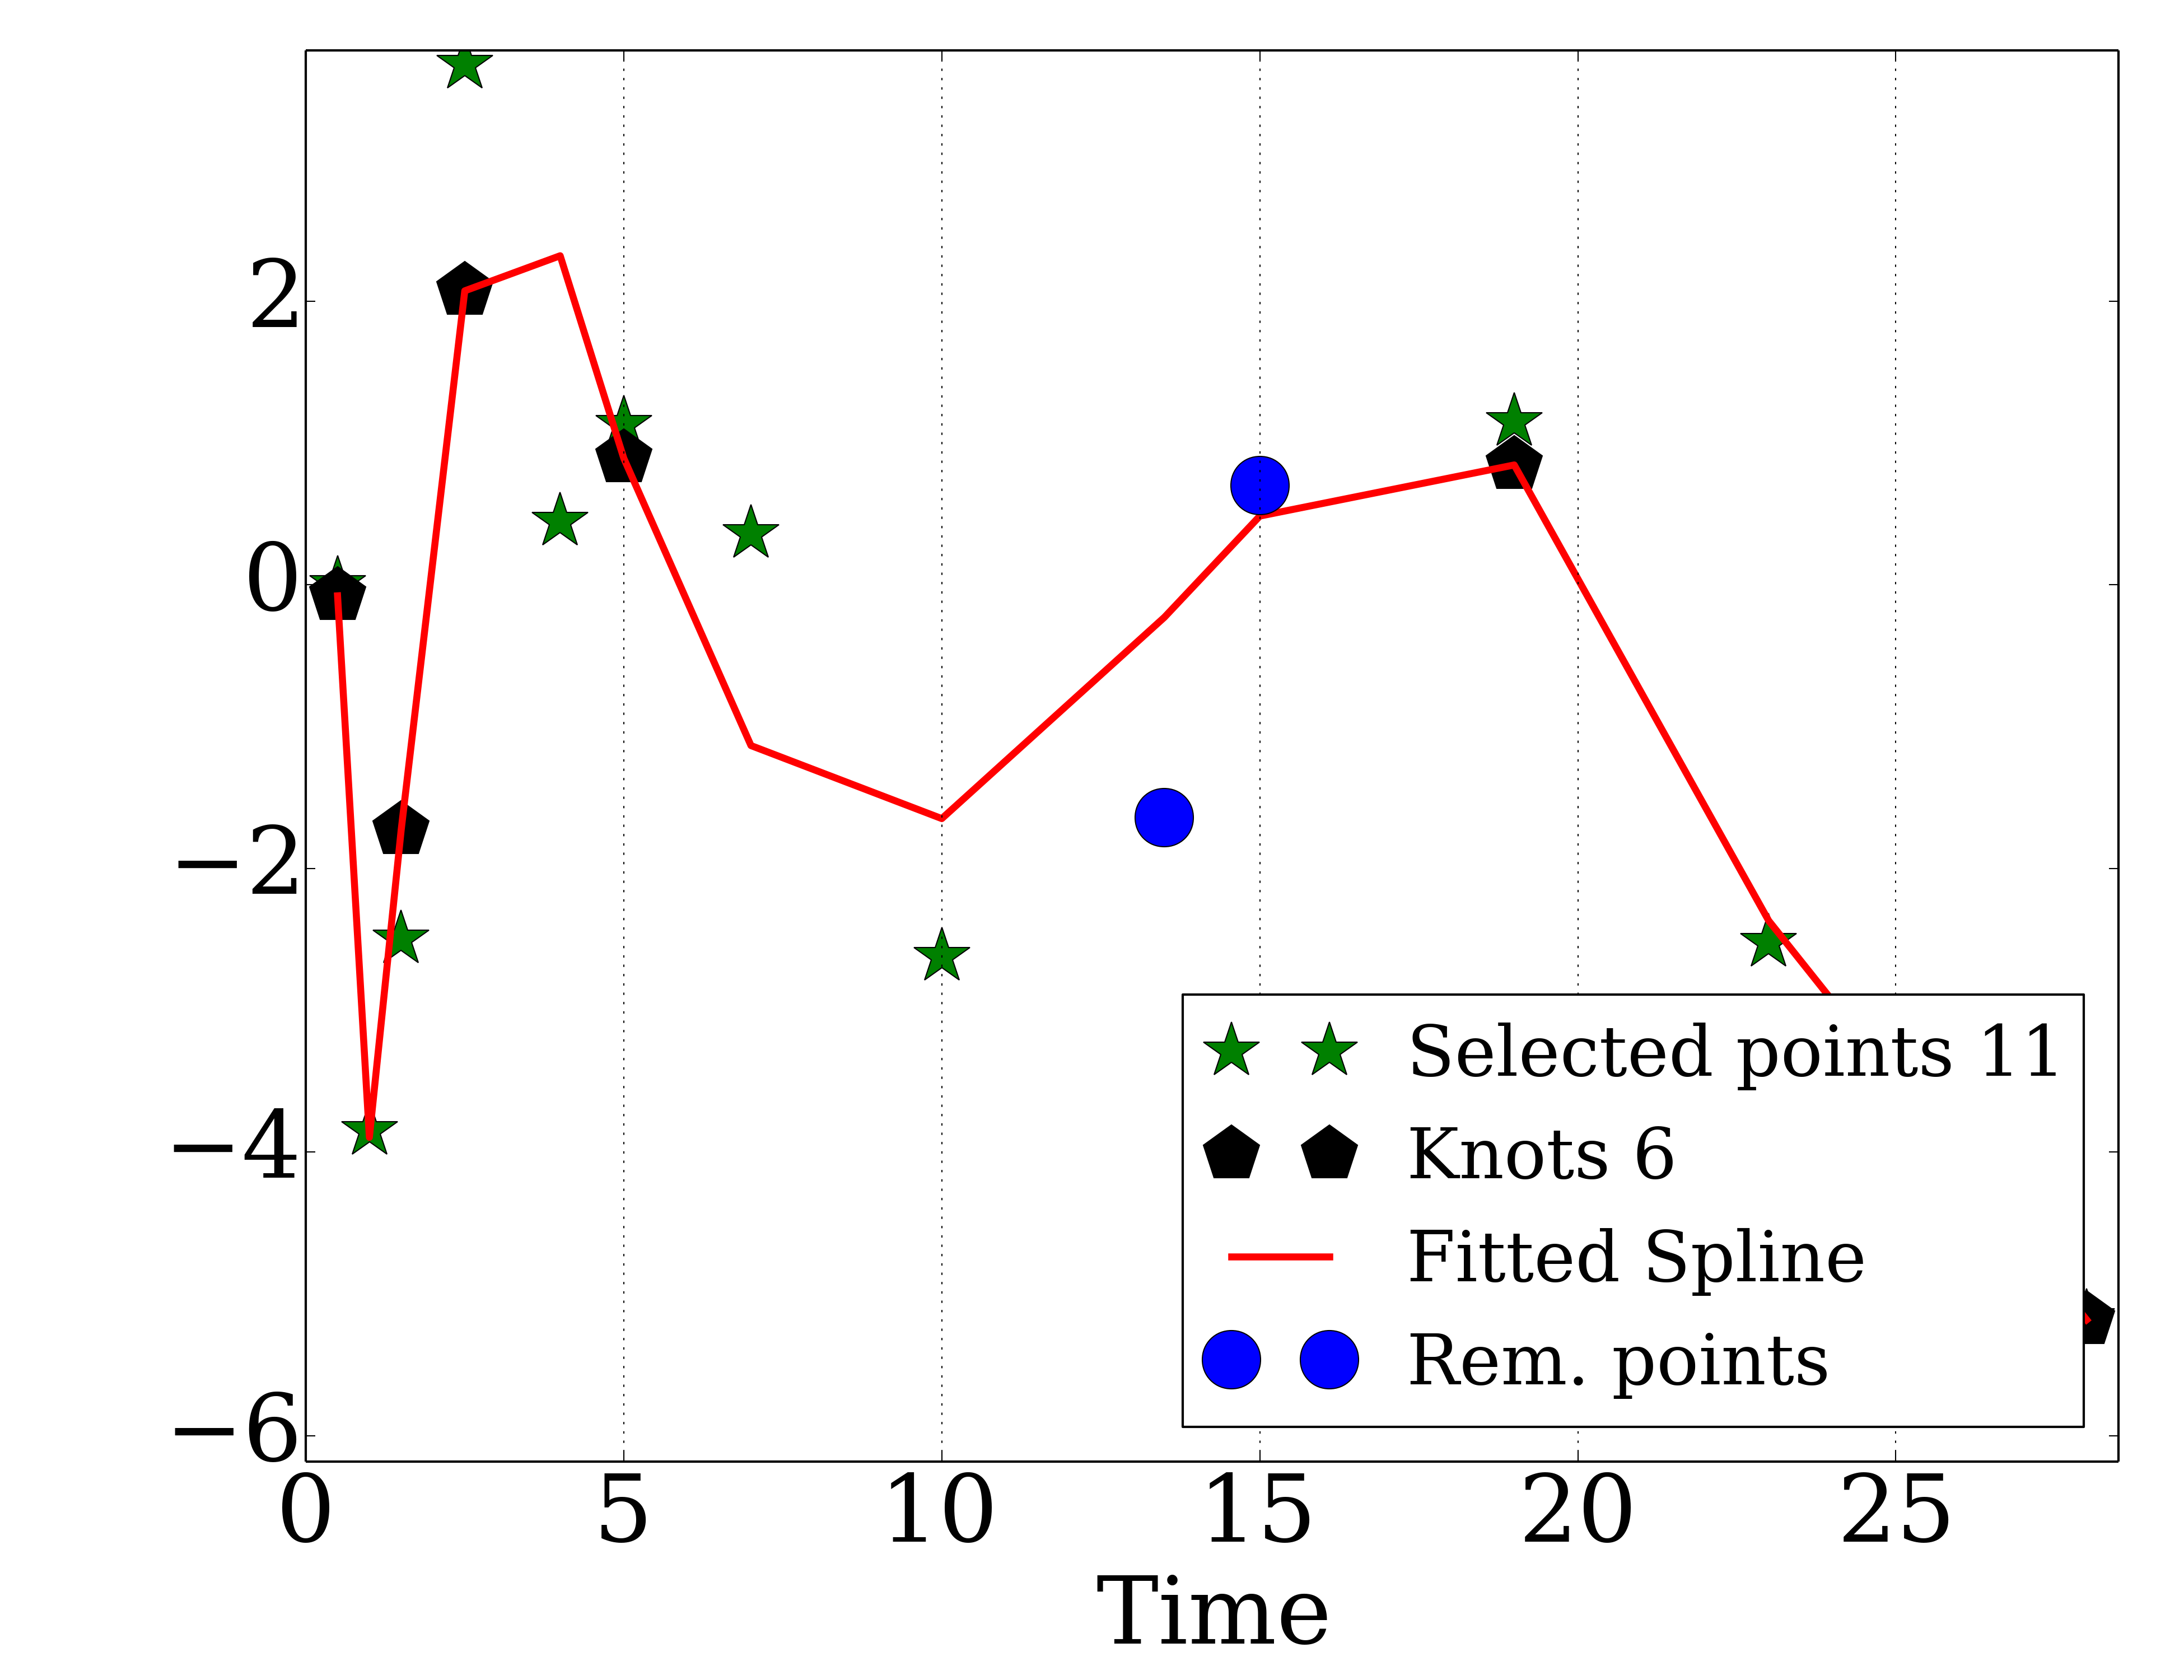 2
0
−2
−4
−6
0 5 10 15 20 25
Time
Selected points 11
Knots 6
Fitted Spline
Rem. points